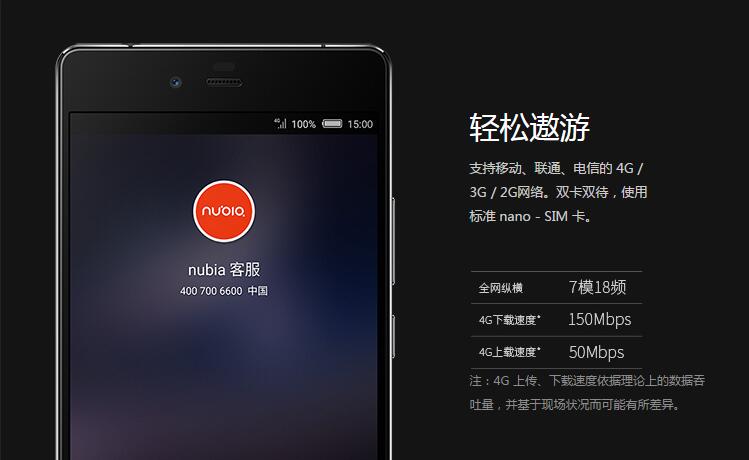 4G 100% 15:00
nubia
nubia 客服
400 700 6600 中国
轻松遨游
支持移动、联通、电信的 4G /
3G / 2G网络。双卡双待，使用
标准 nano - SIM 卡。
全网纵横 7模18频
4G下载速度* 150Mbps
4G上载速度* 50Mbps
注：4G 上传、下载速度依据理论上的数据吞
吐量，并基于现场状况而可能有所差异。